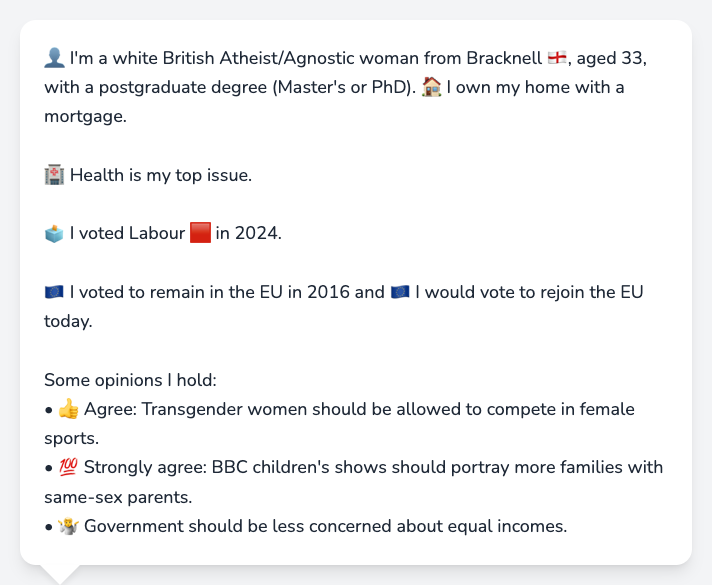 👤 I'm a white British Atheist/Agnostic woman from Bracknell 🏴󠁧󠁢󠁥󠁮󠁧󠁿, aged 33,
with a postgraduate degree (Master's or PhD). 🏠 I own my home with a
mortgage.
🏥 Health is my top issue.
🗳️ I voted Labour 🟥 in 2024.
🇪🇺 I voted to remain in the EU in 2016 and 🇪🇺 I would vote to rejoin the EU
today.
Some opinions I hold:
• 👍 Agree: Transgender women should be allowed to compete in female
sports.
• 💯 Strongly agree: BBC children's shows should portray more families with
same-sex parents.
• 🤷 Government should be less concerned about equal incomes.